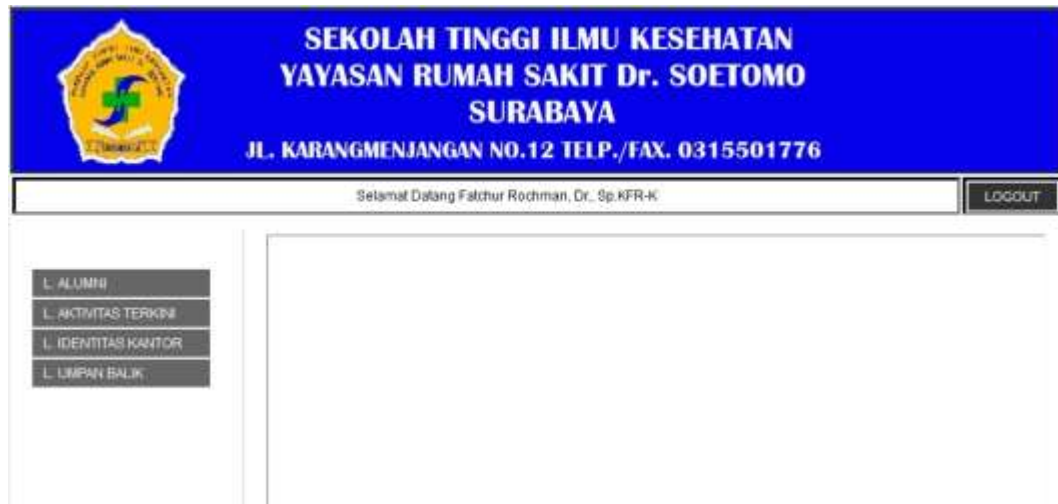 SEKOLAH TINGGI ILMU KESEHATAN
YAYASAN RUMAH SAKIT Dr. SOETOMO
SURABAYA
JL. KARANGMENJANGAN NO.12 TELP./FAX. 0315501776
Selamat Datang Fatchur Rochman, Dr., Sp.KFR-K
LOGOUT
L. ALUMNI
L. AKTIVITAS TERKINI
L. IDENTITAS KANTOR
L. UMPAN BALIK